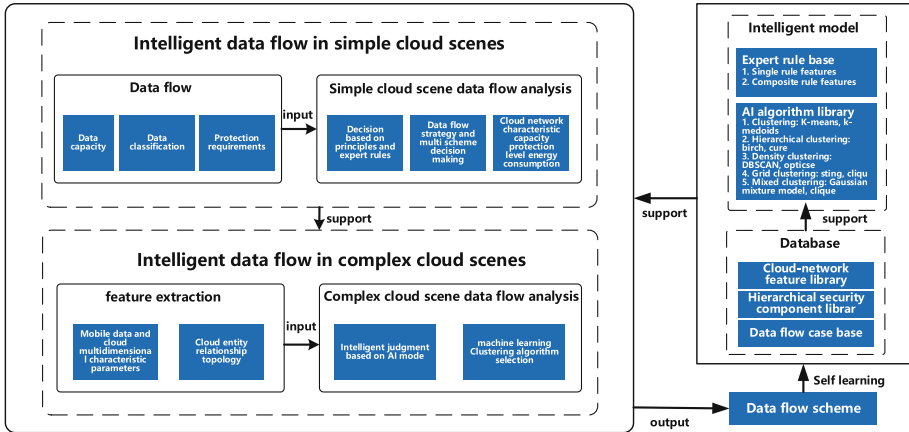 Intelligent data flow in simple cloud scenes
Data flow
Data
capacity
Data
classification
Protection
requirements
input
Simple cloud scene data flow analysis
Decision
based on
principles and
expert rules
Data flow
strategy and
multi scheme
decision
making
Cloud network
characteristic
capacity
protection
level energy
consumption
support
Intelligent data flow in complex cloud scenes
feature extraction
Mobile data and
cloud
multidimensiona
l characteristic
parameters
Cloud entity
relationship
topology
input
Complex cloud scene data flow analysis
Intelligent judgment
based on AI mode
machine learning
Clustering algorithm
selection
support
Intelligent model
Expert rule base
1. Single rule features
2. Composite rule features
AI algorithm library
1. Clustering: K-means, k-
medoids
2. Hierarchical clustering:
birch, cure
3. Density clustering:
DBSCAN, opticse
4. Grid clustering: sting, cliqu
5. Mixed clustering: Gaussian
mixture model, clique
support
Database
Cloud-network
feature library
Hierarchical security
component librar
Data flow case base
Self learning
output
Data flow scheme